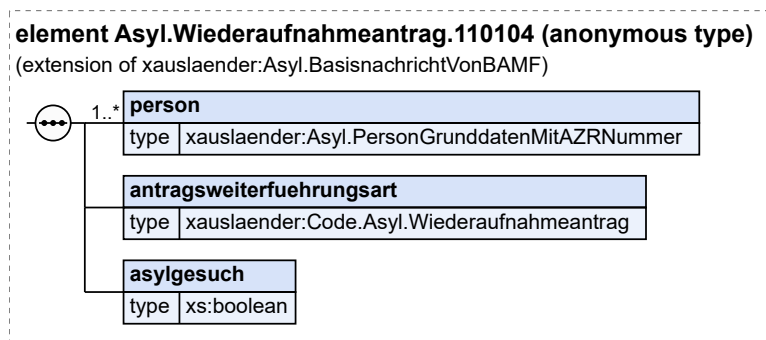 element Asyl.Wiederaufnahmeantrag.110104 (anonymous type)
(extension of xauslaender:Asyl.BasisnachrichtVonBAMF)
1..* person
type xauslaender:Asyl.PersonGrunddatenMitAZRNummer
antragsweiterfuehrungsart
type xauslaender:Code.Asyl.Wiederaufnahmeantrag
asylgesuch
type xs:boolean